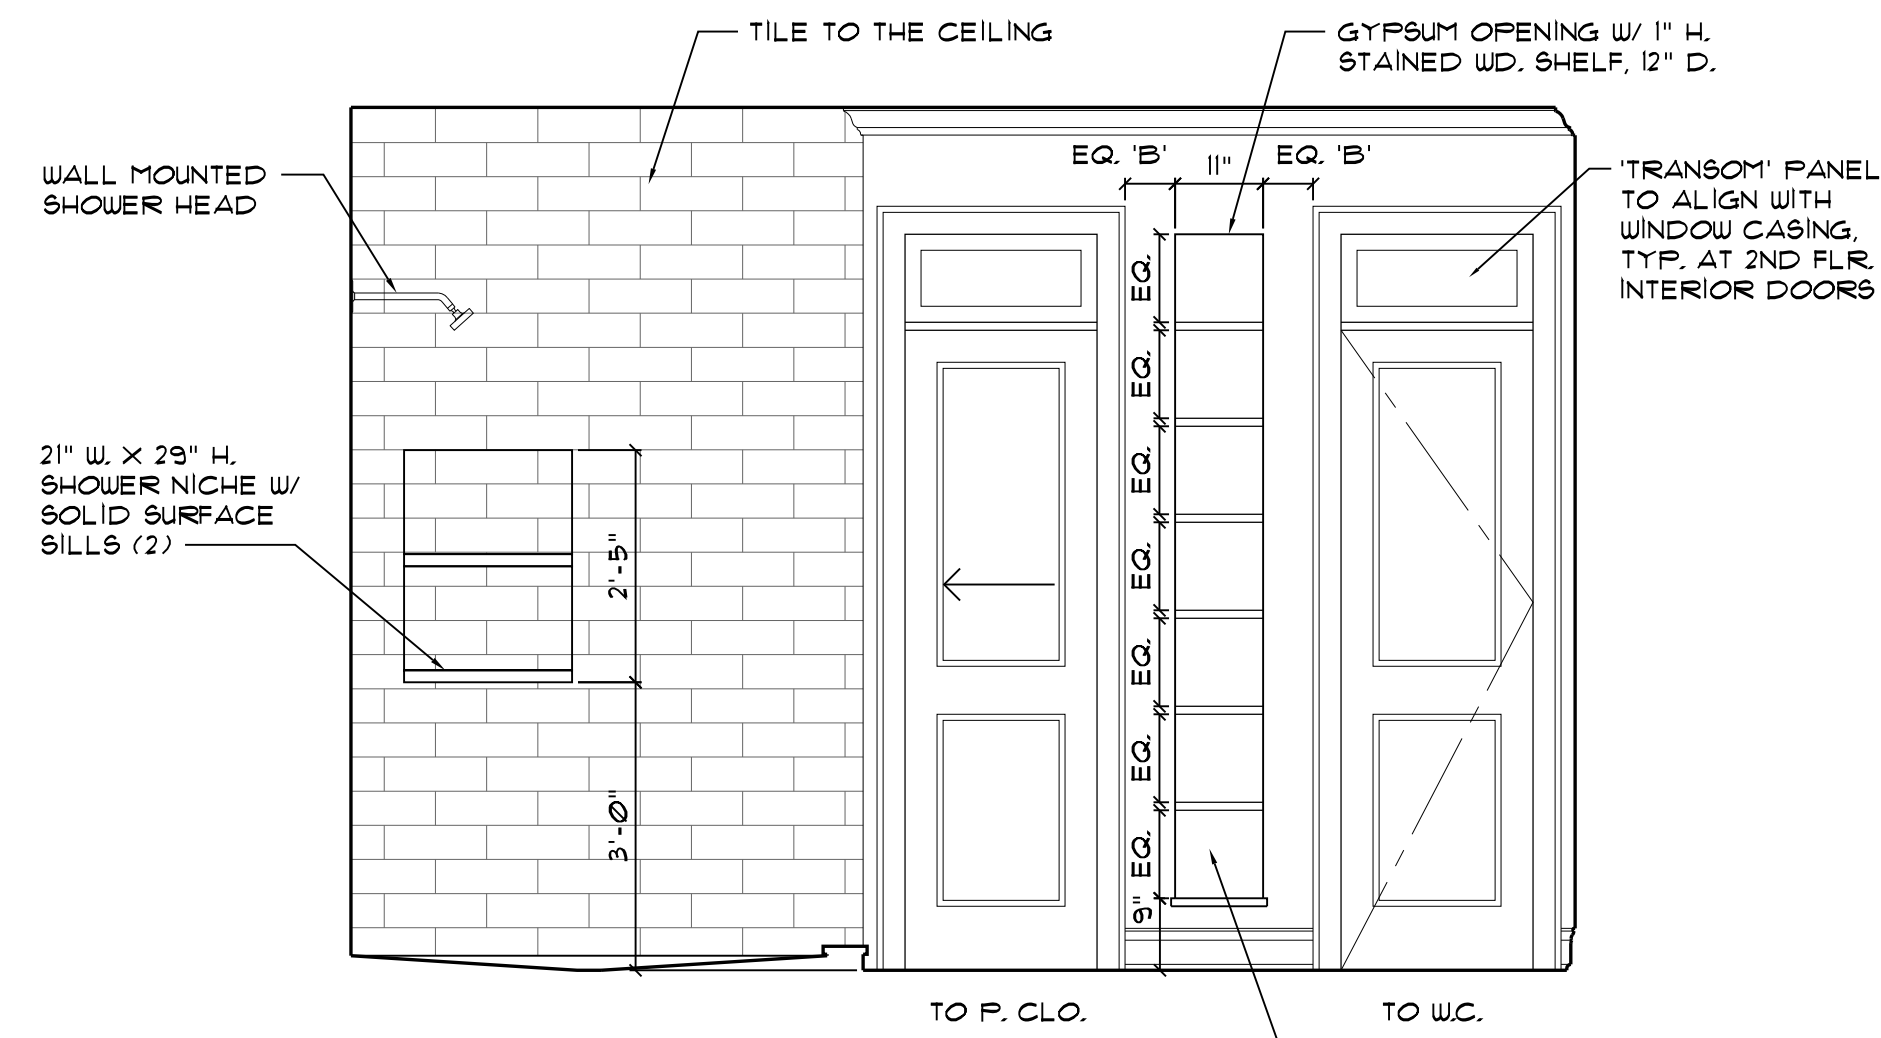 TILE TO THE CEILING
GYPSUM OPENING W/ 1" H.
STAINED WD. SHELF, 12" D.
WALL MOUNTED
SHOWER HEAD
EQ. 'B'
11"
EQ. 'B'
'TRANSOM' PANEL
TO ALIGN WITH
WINDOW CASING,
TYP. AT 2ND FLR.
INTERIOR DOORS
21" W. X 29" H.
SHOWER NICHE W/
SOLID SURFACE
SILLS (2)
2'-5"
3'-0"
EQ.
EQ.
EQ.
EQ.
EQ.
EQ.
EQ.
9"
TO P. CLO.
TO W.C.